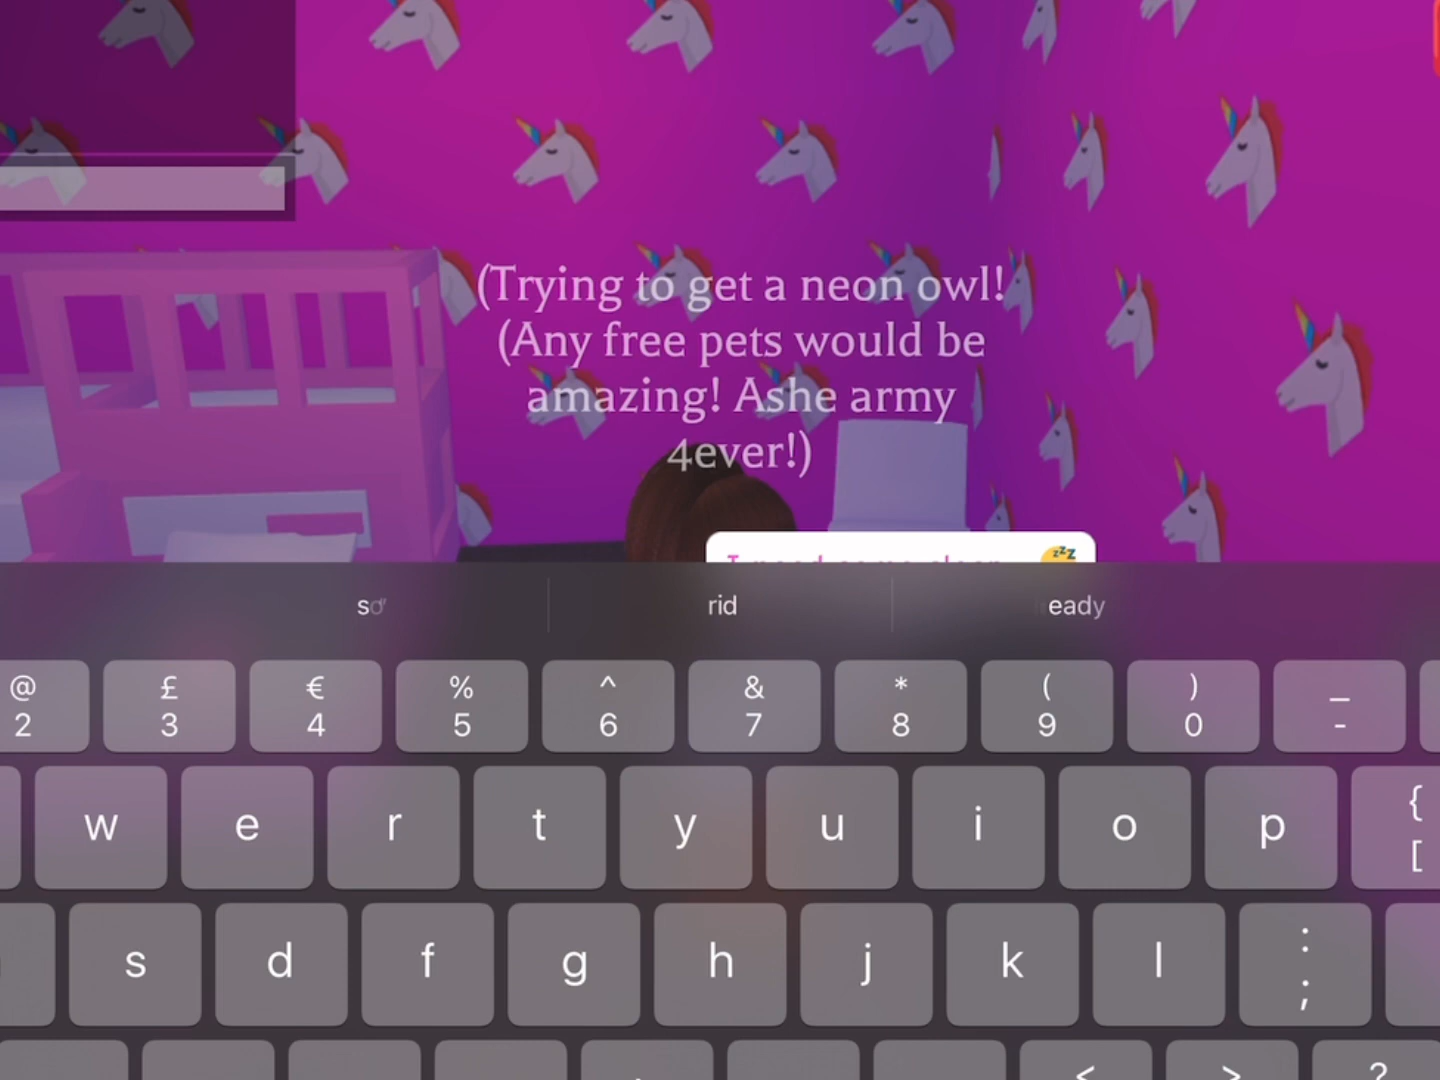 (Trying to get a neon owl!
(Any free pets would be
amazing! Ashe army
4ever!)
zzz
rid
eady
@ £ € % ^ & * ( ) _
2 3 4 5 6 7 8 9 0 -
w e r t y u i o p { [
s d f g h j k l : ;
< > ?